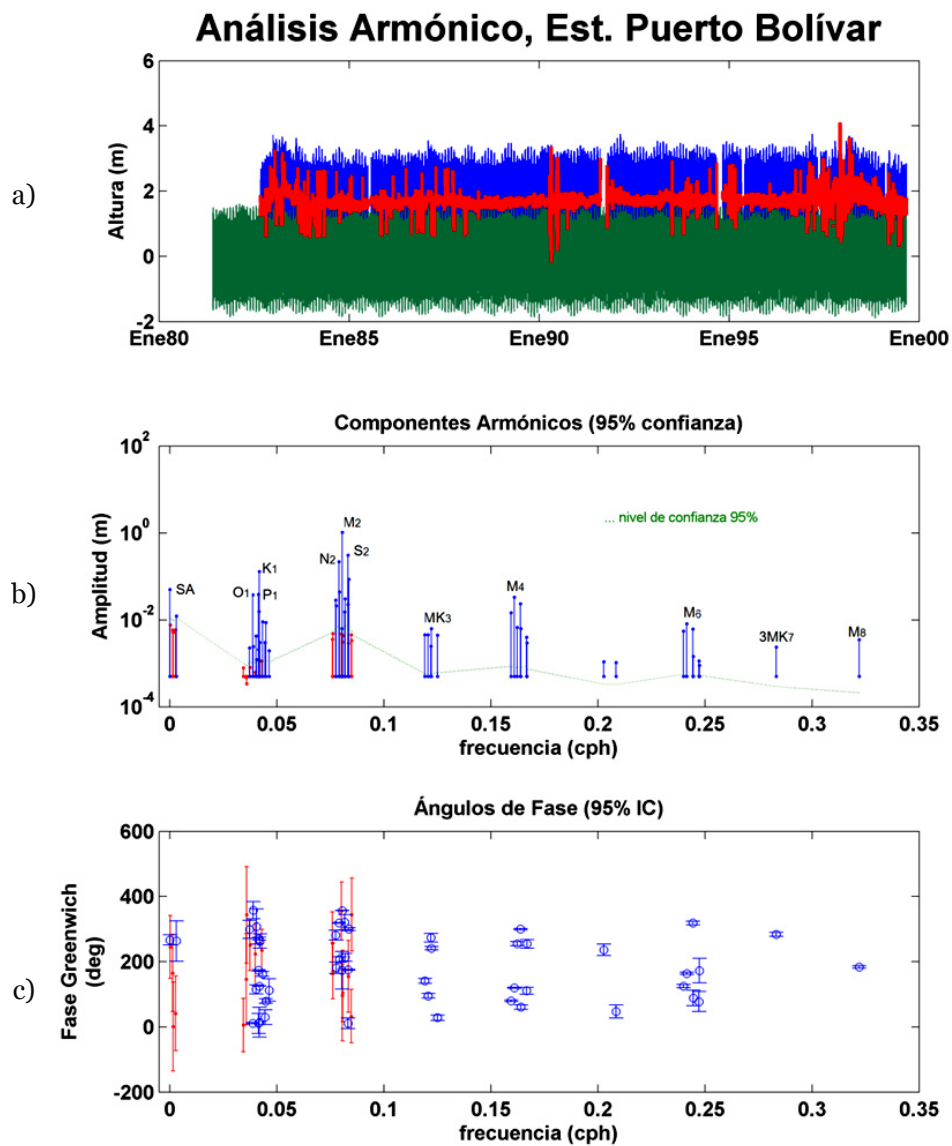 Análisis Armónico, Est. Puerto Bolívar
a)
Altura (m)
6
4
2
0
-2
Ene80 Ene85 Ene90 Ene95 Ene00
b)
Componentes Armónicos (95% confianza)
Amplitud (m)
10^2
10^0
10^-2
10^-4
SA
O1
K1
P1
N2
M2
S2
MK3
M4
M6
3MK7
M8
... nivel de confianza 95%
0 0.05 0.1 0.15 0.2 0.25 0.3 0.35
frecuencia (cph)
c)
Ángulos de Fase (95% IC)
Fase Greenwich
(deg)
600
400
200
0
-200
0 0.05 0.1 0.15 0.2 0.25 0.3 0.35
frecuencia (cph)